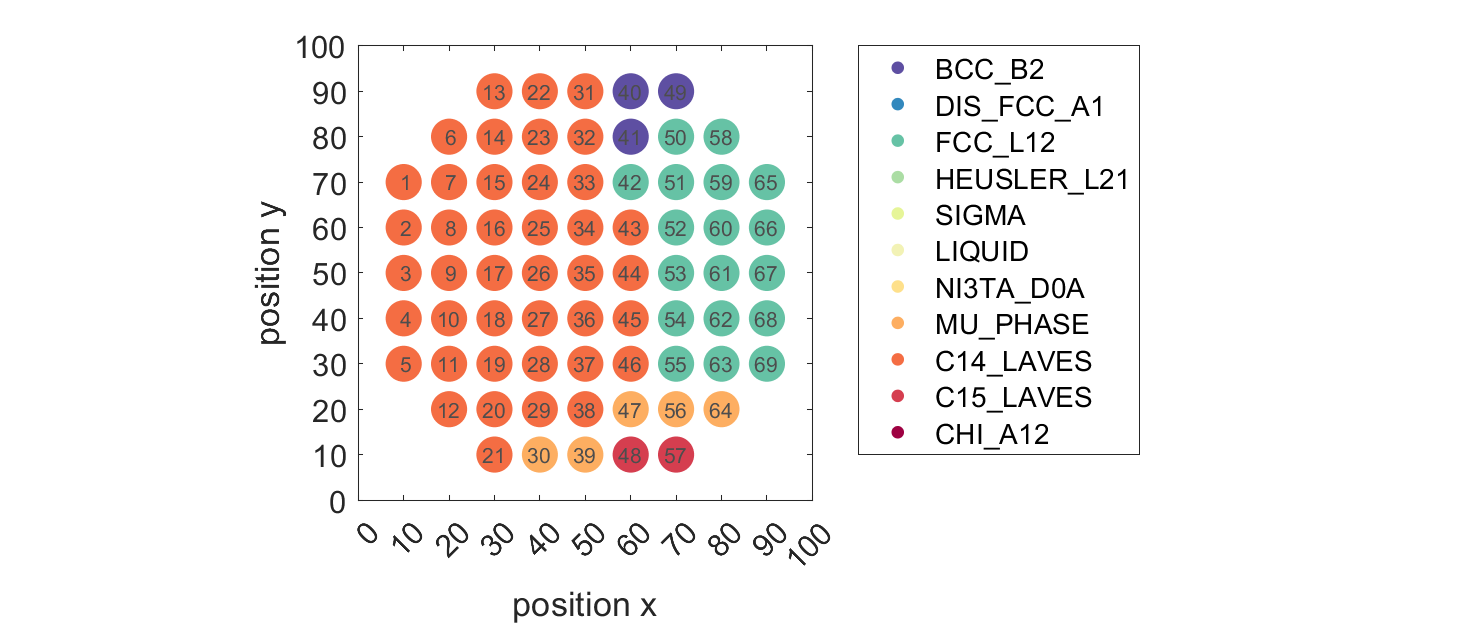 100
90 13 22 31 40 49
80 6 14 23 32 41 50 58
70 1 7 15 24 33 42 51 59 65
60 2 8 16 25 34 43 52 60 66
50 3 9 17 26 35 44 53 61 67
40 4 10 18 27 36 45 54 62 68
30 5 11 19 28 37 46 55 63 69
20 12 20 29 38 47 56 64
10 21 30 39 48 57
0
0 10 20 30 40 50 60 70 80 90 100
position x
position y
BCC_B2
DIS_FCC_A1
FCC_L12
HEUSLER_L21
SIGMA
LIQUID
NI3TA_D0A
MU_PHASE
C14_LAVES
C15_LAVES
CHI_A12